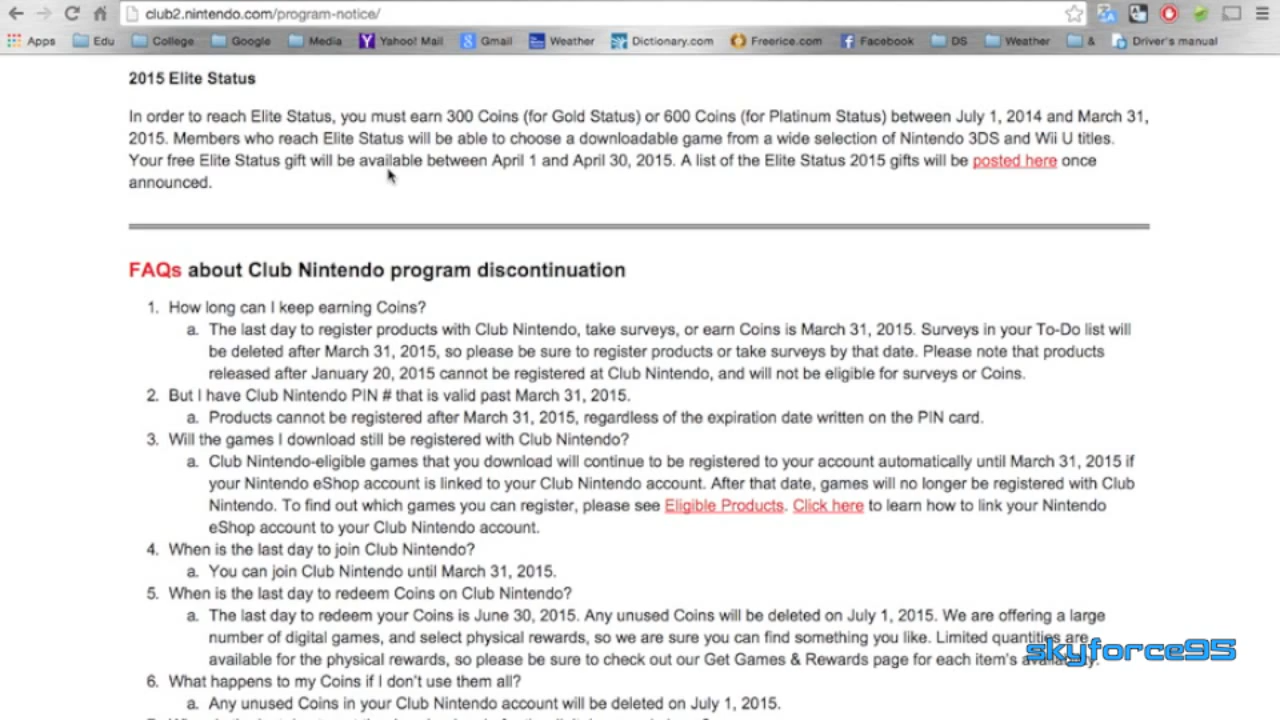 club2.nintendo.com/program-notice/
Apps Edu College Google Media Yahoo! Mail Gmail Weather Dictionary.com Freerice.com Facebook DS Weather & Driver's manual
2015 Elite Status
In order to reach Elite Status, you must earn 300 Coins (for Gold Status) or 600 Coins (for Platinum Status) between July 1, 2014 and March 31,
2015. Members who reach Elite Status will be able to choose a downloadable game from a wide selection of Nintendo 3DS and Wii U titles.
Your free Elite Status gift will be available between April 1 and April 30, 2015. A list of the Elite Status 2015 gifts will be posted here once
announced.
FAQs about Club Nintendo program discontinuation
1. How long can I keep earning Coins?
a. The last day to register products with Club Nintendo, take surveys, or earn Coins is March 31, 2015. Surveys in your To-Do list will
be deleted after March 31, 2015, so please be sure to register products or take surveys by that date. Please note that products
released after January 20, 2015 cannot be registered at Club Nintendo, and will not be eligible for surveys or Coins.
2. But I have Club Nintendo PIN # that is valid past March 31, 2015.
a. Products cannot be registered after March 31, 2015, regardless of the expiration date written on the PIN card.
3. Will the games I download still be registered with Club Nintendo?
a. Club Nintendo-eligible games that you download will continue to be registered to your account automatically until March 31, 2015 if
your Nintendo eShop account is linked to your Club Nintendo account. After that date, games will no longer be registered with Club
Nintendo. To find out which games you can register, please see Eligible Products. Click here to learn how to link your Nintendo
eShop account to your Club Nintendo account.
4. When is the last day to join Club Nintendo?
a. You can join Club Nintendo until March 31, 2015.
5. When is the last day to redeem Coins on Club Nintendo?
a. The last day to redeem your Coins is June 30, 2015. Any unused Coins will be deleted on July 1, 2015. We are offering a large
number of digital games, and select physical rewards, so we are sure you can find something you like. Limited quantities are
available for the physical rewards, so please be sure to check out our Get Games & Rewards page for each item's availability.
skyforce95
6. What happens to my Coins if I don't use them all?
a. Any unused Coins in your Club Nintendo account will be deleted on July 1, 2015.